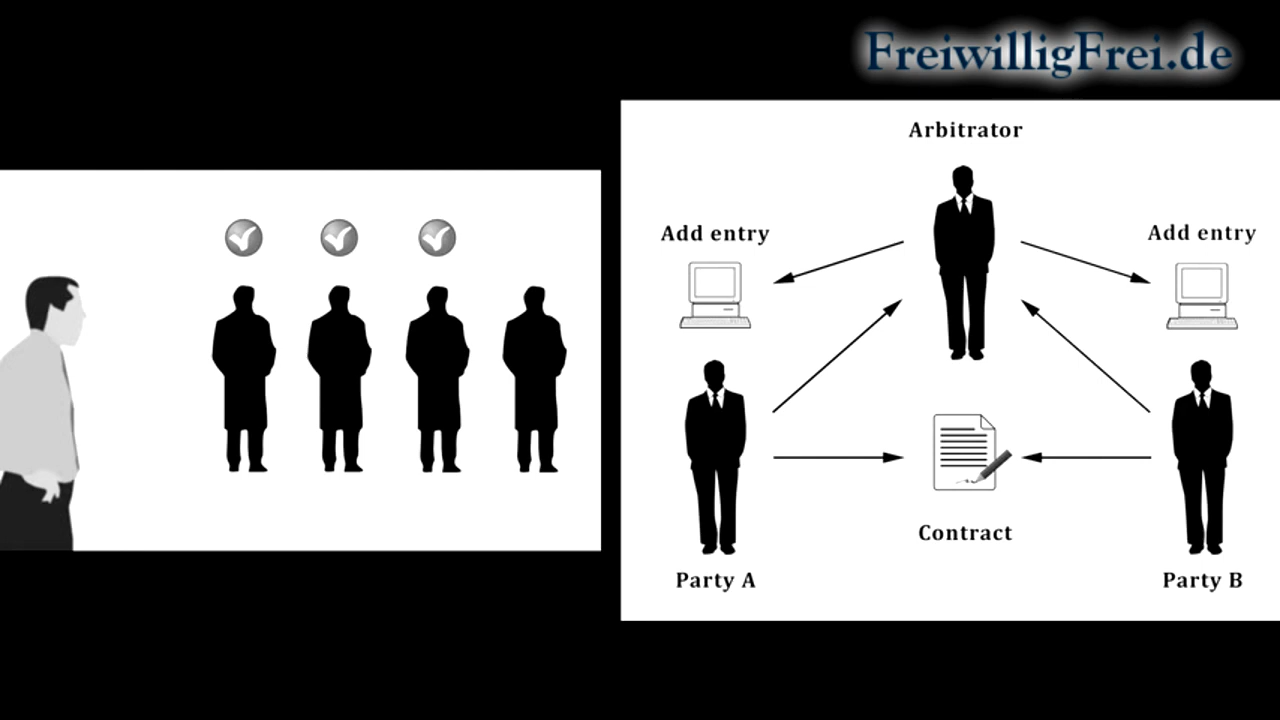 FreiwilligFrei.de
Arbitrator
Add entry
Add entry
Contract
Party A
Party B